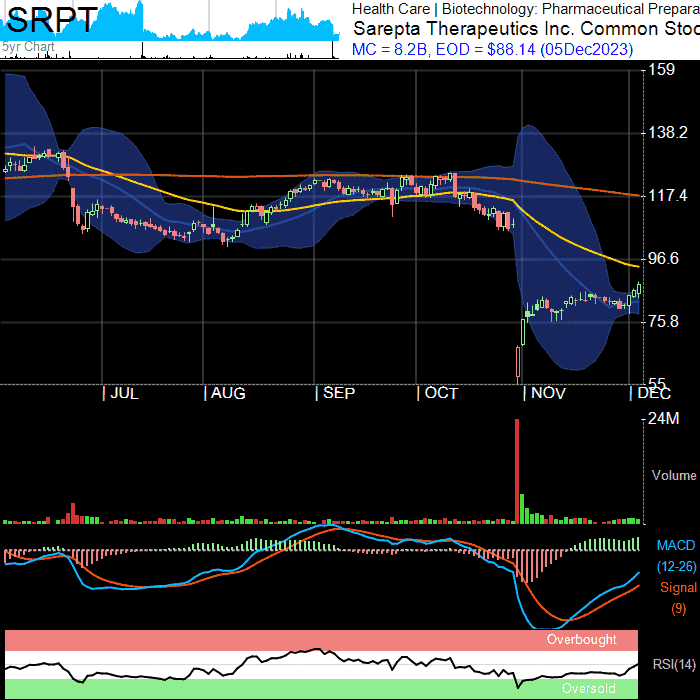 SRPT
5yr Chart
Health Care | Biotechnology: Pharmaceutical Prepara
Sarepta Therapeutics Inc. Common Stoc
MC = 8.2B, EOD = $88.14 (05Dec2023)
159
138.2
117.4
96.6
75.8
55
| JUL | AUG | SEP | OCT | NOV | DEC
24M
Volume
MACD
(12-26)
Signal
(9)
Overbought
RSI(14)
Oversold